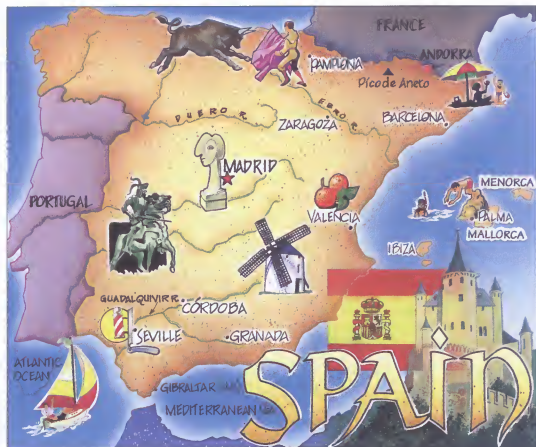 FRANCE
ANDORRA
PAMPLONA
Pico de Aneto
DUERO R.
EBRO R.
ZARAGOZA
BARCELONA
MADRID
MENORCA
PORTUGAL
VALENCIA
PALMA
MALLORCA
IBIZA
GUADALQUIVIR R.
CÓRDOBA
SEVILLE
GRANADA
ATLANTIC
OCEAN
SPAIN
GIBRALTAR (U.K.)
MEDITERRANEAN